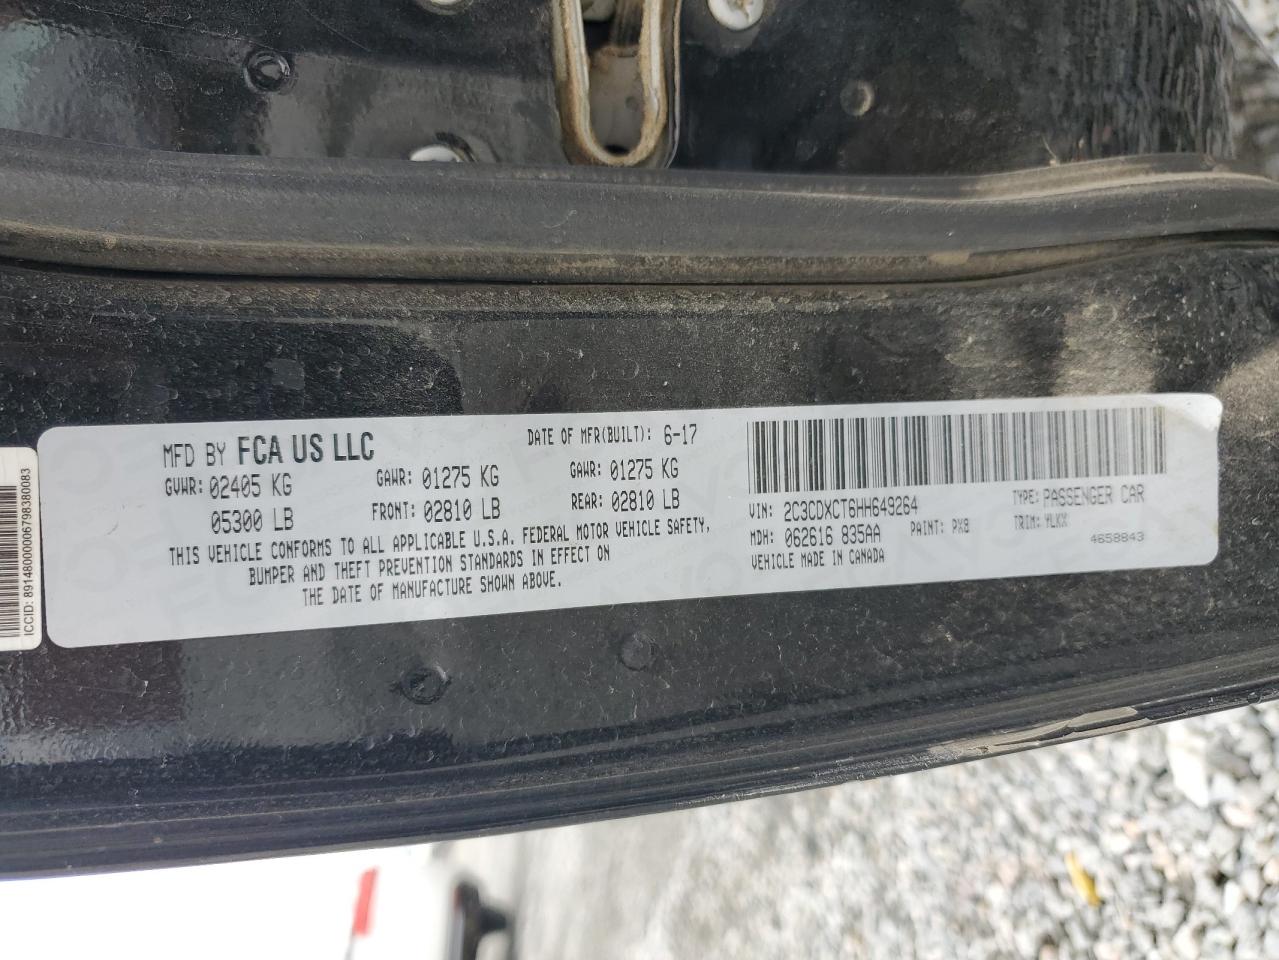 ICCID: 89148000006798380083
MFD BY FCA US LLC
DATE OF MFR(BUILT): 6-17
GVWR: 02405 KG
GAWR: 01275 KG
GAWR: 01275 KG
05300 LB
FRONT: 02810 LB
REAR: 02810 LB
THIS VEHICLE CONFORMS TO ALL APPLICABLE U.S.A. FEDERAL MOTOR VEHICLE SAFETY,
BUMPER AND THEFT PREVENTION STANDARDS IN EFFECT ON
THE DATE OF MANUFACTURE SHOWN ABOVE.
VIN: 2C3CDXCT6HH649264
TYPE: PASSENGER CAR
MDH: 062616 835AA
PAINT: PX8
TRIM: YLKX
VEHICLE MADE IN CANADA
4658843